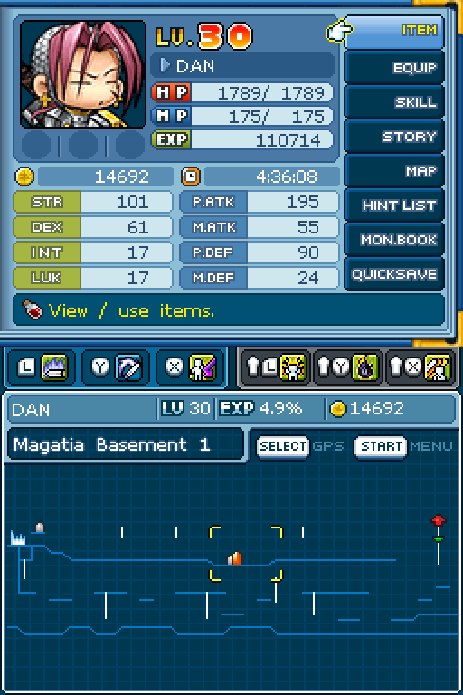 LV.30
DAN
HP 1789/ 1789
HP 175/ 175
EXP 110714
14692
4:36:08
STR 101
DEX 61
INT 17
LUK 17
P.ATK 195
M.ATK 55
P.DEF 90
M.DEF 24
ITEM
EQUIP
SKILL
STORY
MAP
HINT LIST
MON.BOOK
QUICKSAVE
View / use items.
L Y X L Y X
DAN LV 30 EXP 4.9% 14692
Magatia Basement 1 SELECT GPS START MENU